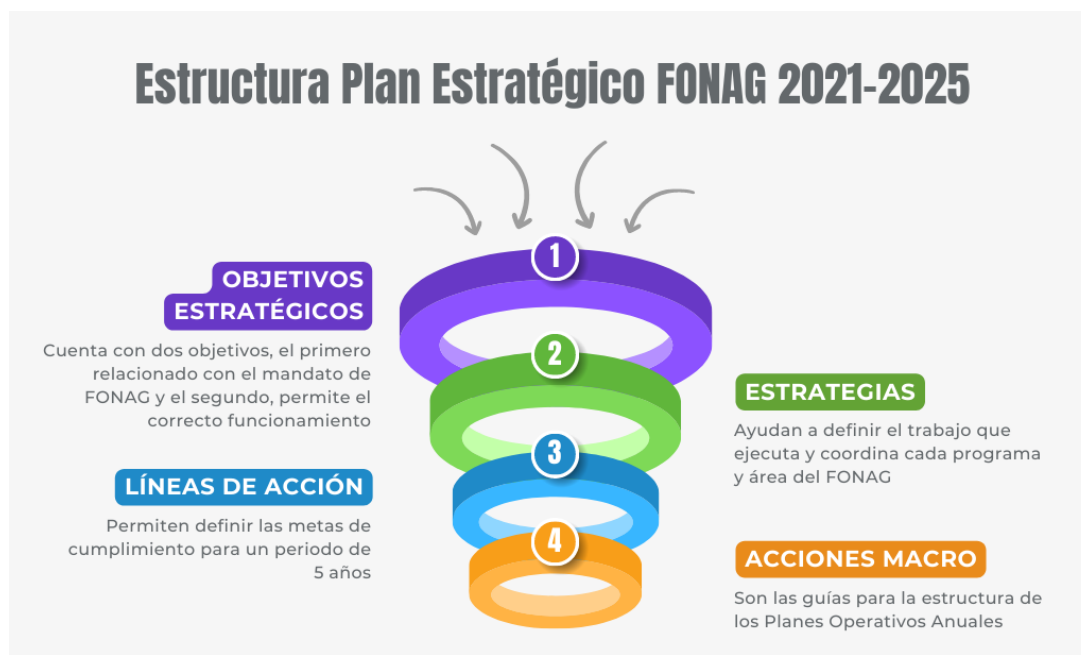 Estructura Plan Estratégico FONAG 2021-2025
1
OBJETIVOS
ESTRATÉGICOS
Cuenta con dos objetivos, el primero
relacionado con el mandato de
FONAG y el segundo, permite el
correcto funcionamiento
2
ESTRATEGIAS
Ayudan a definir el trabajo que
ejecuta y coordina cada programa
y área del FONAG
3
LÍNEAS DE ACCIÓN
Permiten definir las metas de
cumplimiento para un periodo de
5 años
4
ACCIONES MACRO
Son las guías para la estructura de
los Planes Operativos Anuales